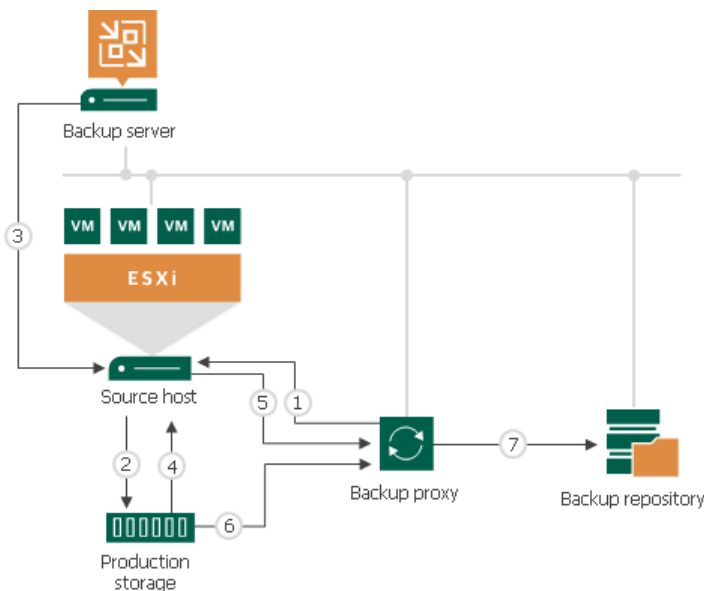 Backup server
3
VM VM VM VM
ESXi
Source host
5 1
2 4
7
Backup proxy
Backup repository
6
Production
storage